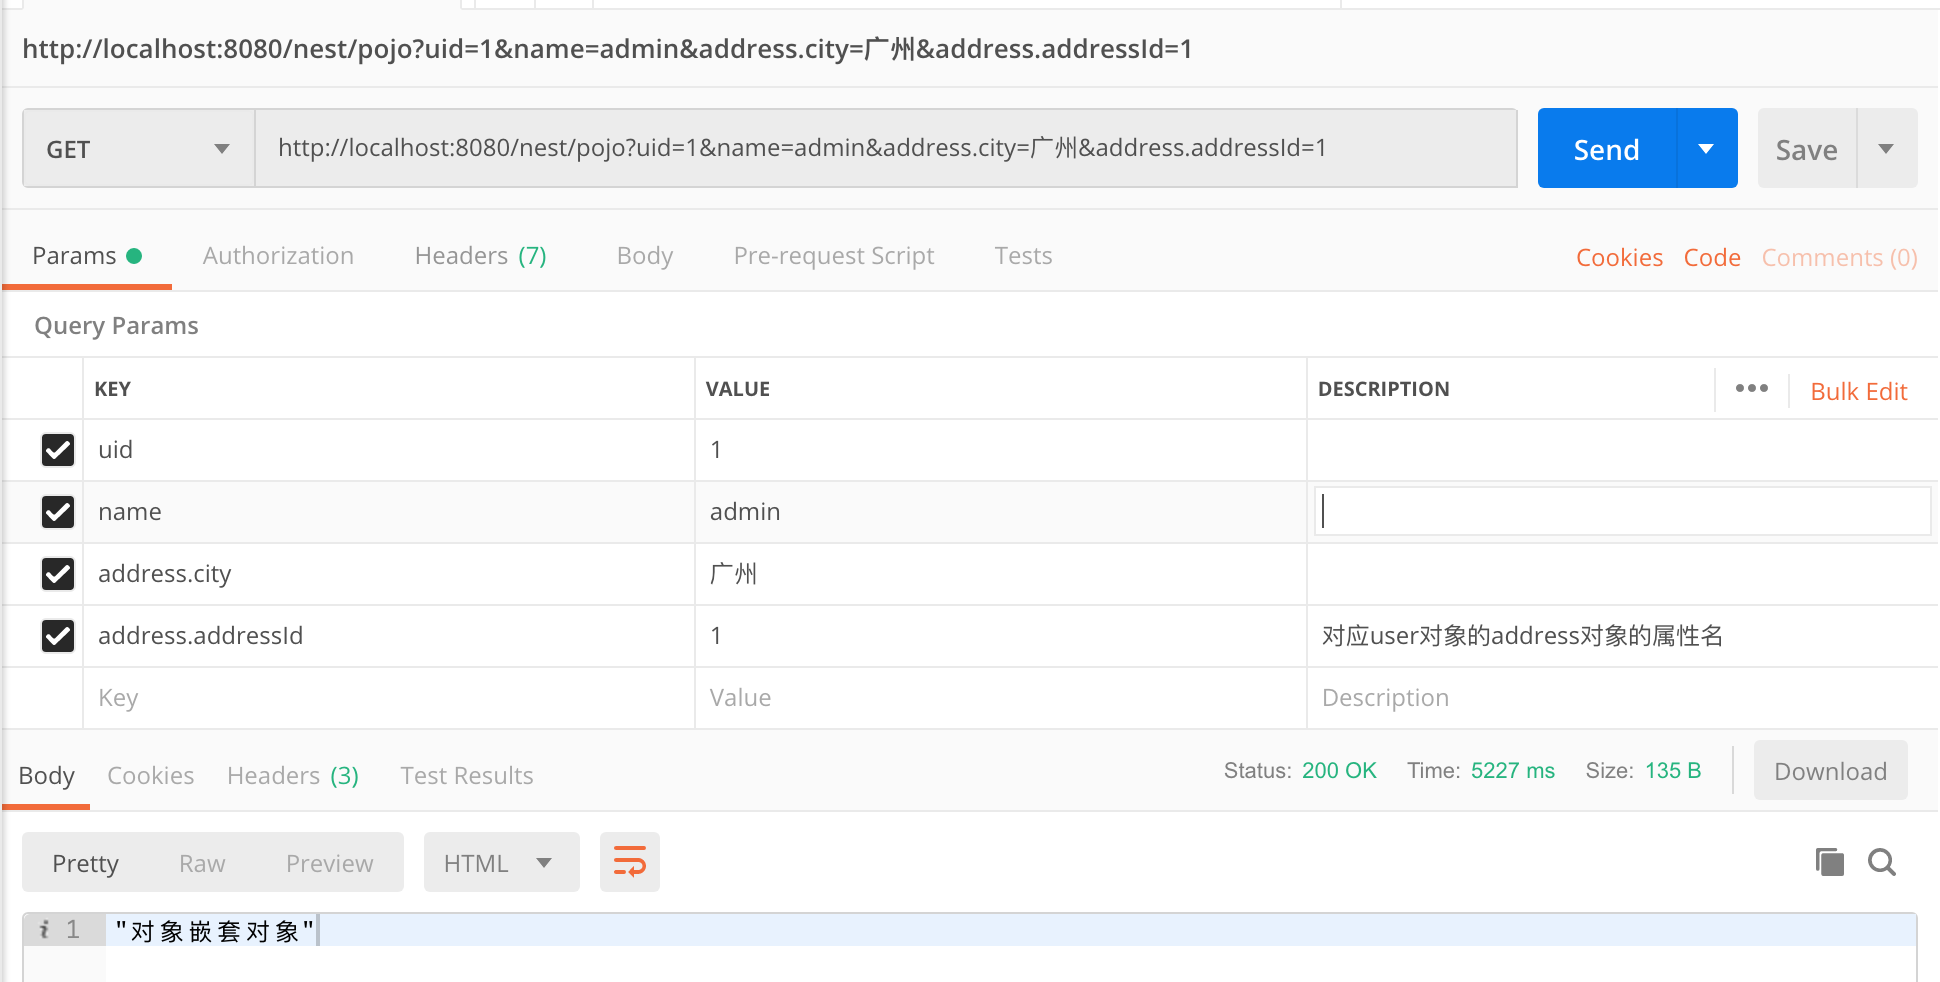 http://localhost:8080/nest/pojo?uid=1&name=admin&address.city=广州&address.addressId=1
GET http://localhost:8080/nest/pojo?uid=1&name=admin&address.city=广州&address.addressId=1 Send Save
Params Authorization Headers (7) Body Pre-request Script Tests Cookies Code Comments (0)
Query Params
KEY VALUE DESCRIPTION Bulk Edit
uid 1
name admin
address.city 广州
address.addressId 1 对应user对象的address对象的属性名
Key Value Description
Body Cookies Headers (3) Test Results Status: 200 OK Time: 5227 ms Size: 135 B Download
Pretty Raw Preview HTML
i 1 "对象嵌套对象"